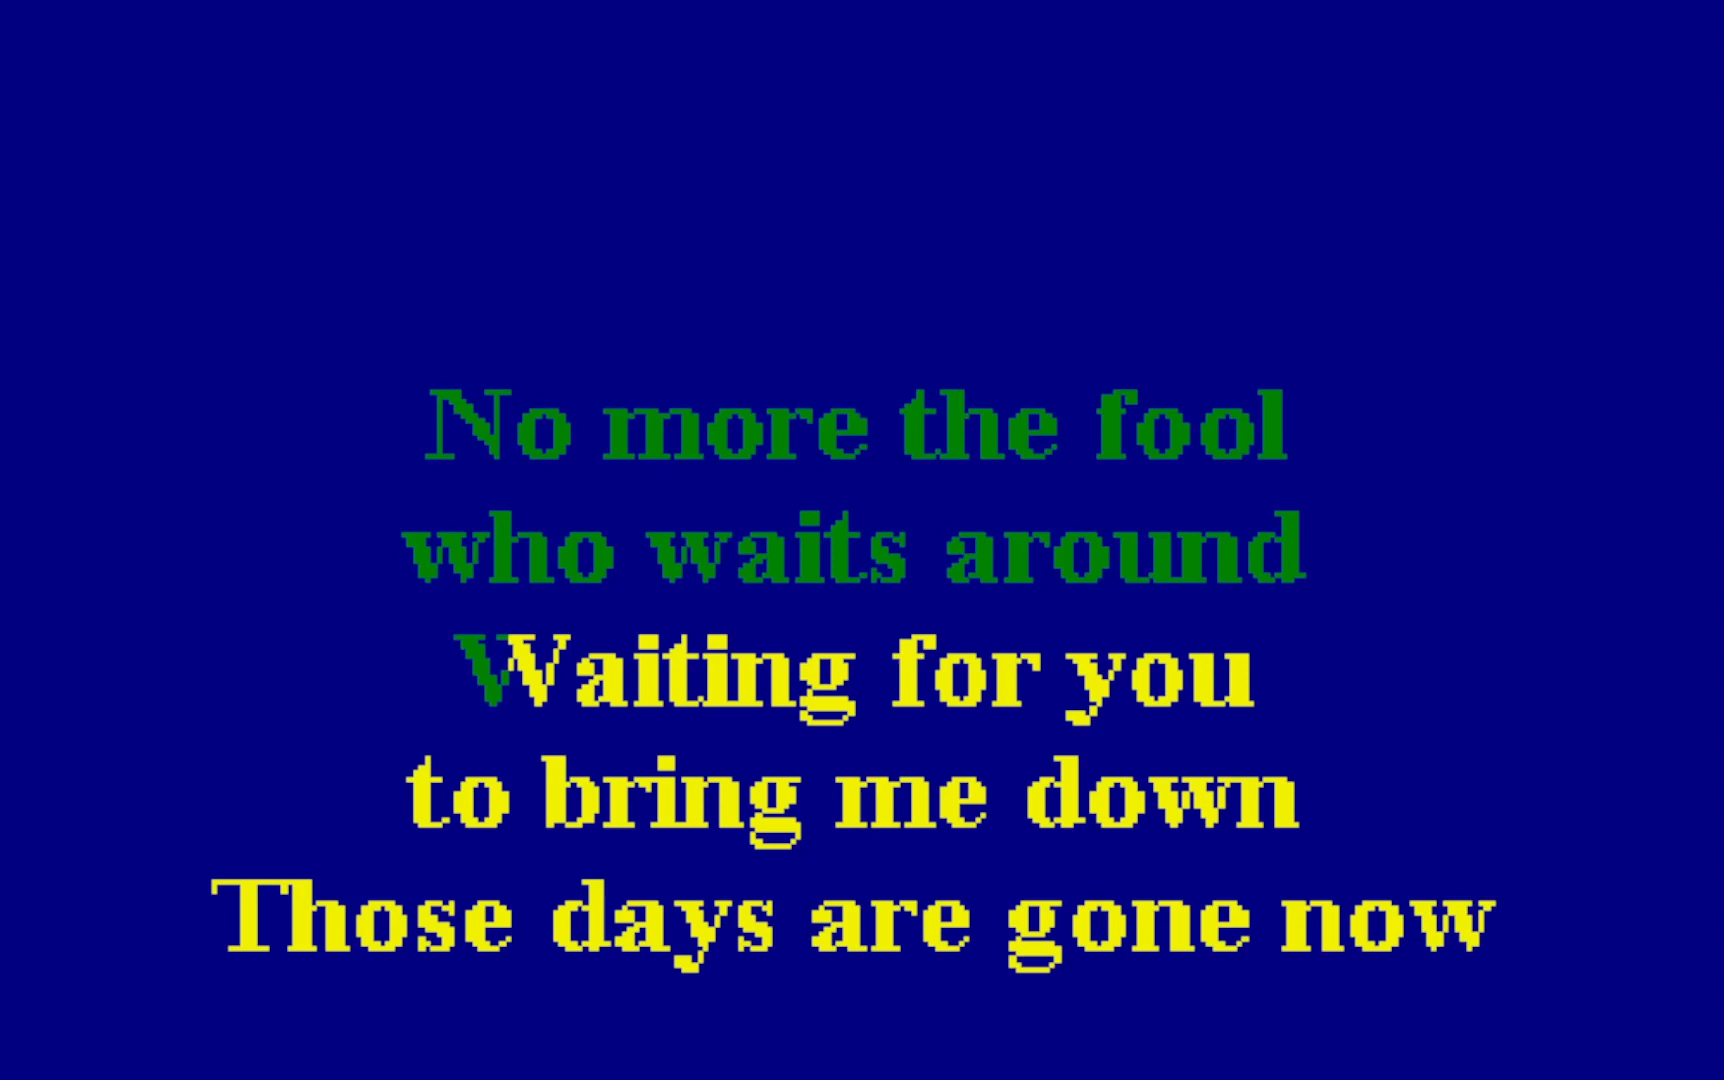 No more the fool
who waits around
Waiting for you
to bring me down
Those days are gone now